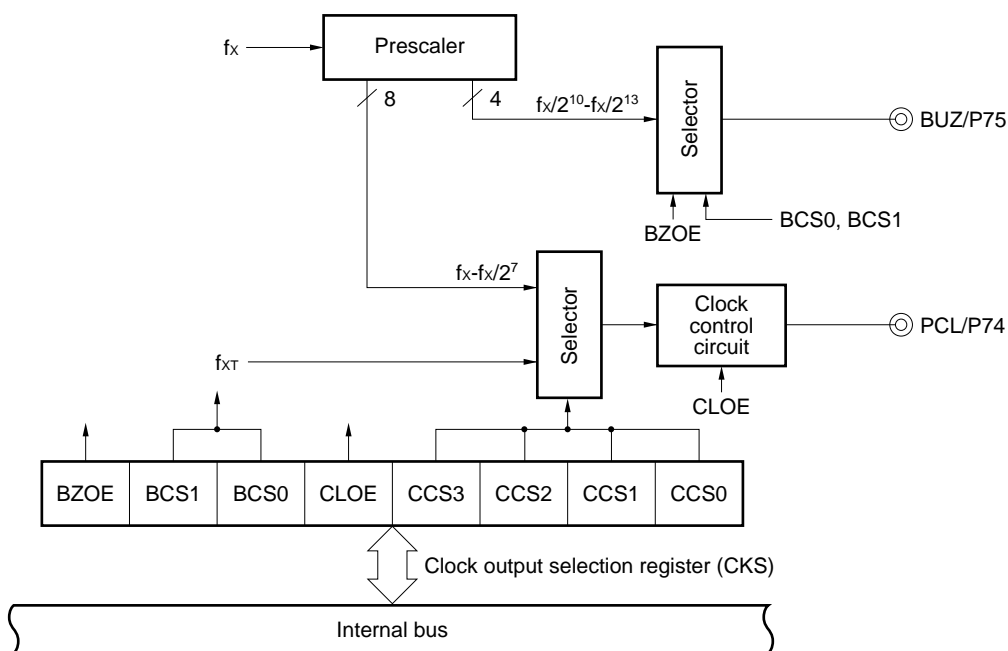 Prescaler
fX
8
4
fX/2^10-fX/2^13
Selector
BUZ/P75
BZOE
BCS0, BCS1
fX-fX/2^7
Selector
Clock
control
circuit
PCL/P74
fXT
CLOE
BZOE BCS1 BCS0 CLOE CCS3 CCS2 CCS1 CCS0
Clock output selection register (CKS)
Internal bus